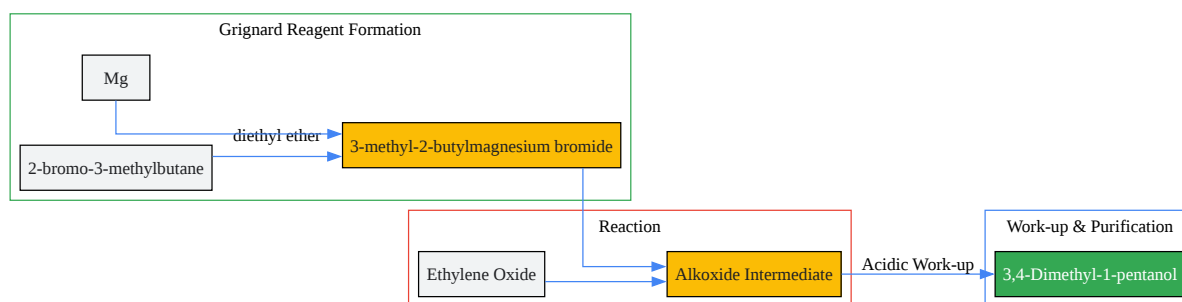 Grignard Reagent Formation
Mg
diethyl ether
3-methyl-2-butylmagnesium bromide
2-bromo-3-methylbutane
Reaction
Work-up & Purification
Ethylene Oxide
Alkoxide Intermediate
Acidic Work-up
3,4-Dimethyl-1-pentanol